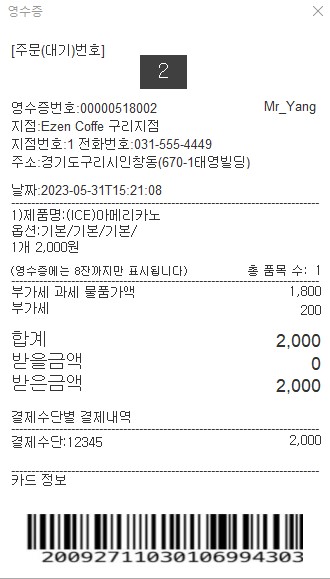 영수증
[주문(대기)번호]
2
영수증번호:00000518002 Mr_Yang
지점:Ezen Coffe 구리지점
지점번호:1 전화번호:031-555-4449
주소:경기도구리시인창동(670-1태영빌딩)
날짜:2023-05-31T15:21:08
1)제품명:(ICE)아메리카노
옵션:기본/기본/기본/
1개 2,000원
(영수증에는 8잔까지만 표시됩니다) 총 품목 수: 1
부가세 과세 물품가액 1,800
부가세 200
합계 2,000
받을금액 0
받은금액 2,000
결제수단별 결제내역
결제수단:12345 2,000
카드 정보
20092711030106994303